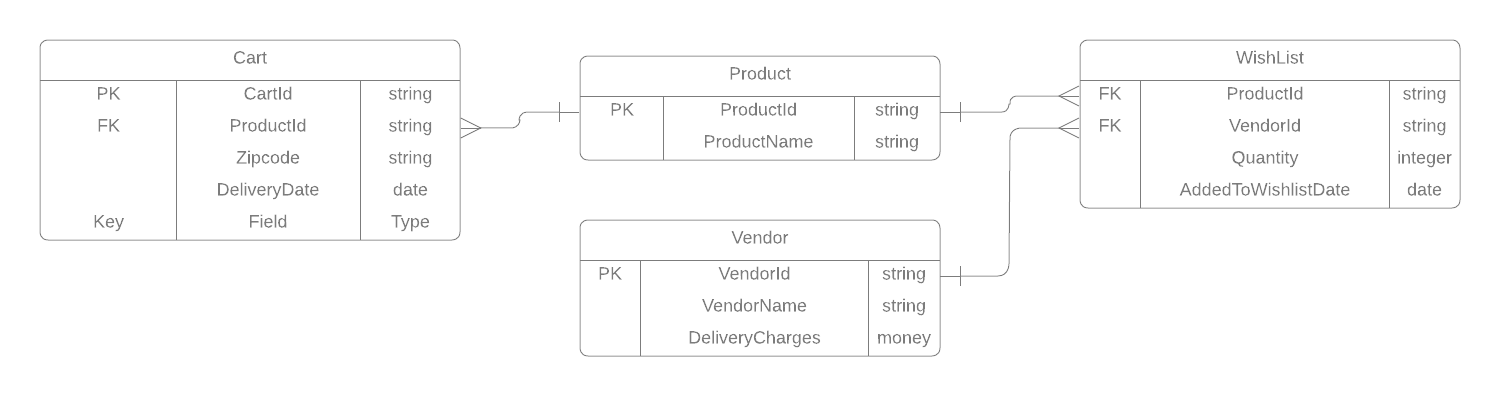 Cart
PK CartId string
FK ProductId string
Zipcode string
DeliveryDate date
Key Field Type
Product
PK ProductId string
ProductName string
Vendor
PK VendorId string
VendorName string
DeliveryCharges money
WishList
FK ProductId string
FK VendorId string
Quantity integer
AddedToWishlistDate date